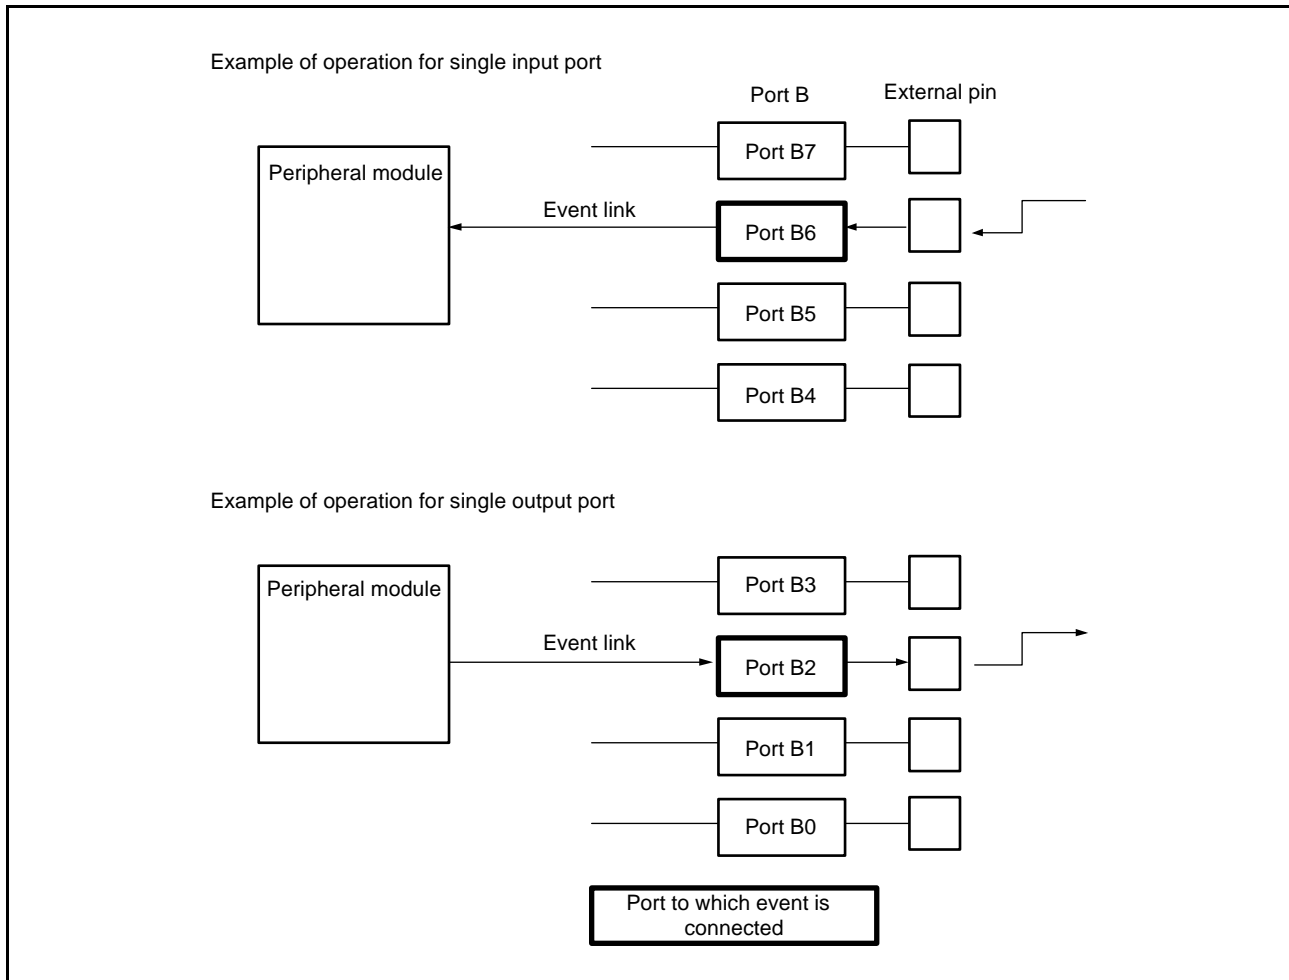 Example of operation for single input port
Port B
External pin
Peripheral module
Port B7
Event link
Port B6
Port B5
Port B4
Example of operation for single output port
Peripheral module
Port B3
Event link
Port B2
Port B1
Port B0
Port to which event is
connected